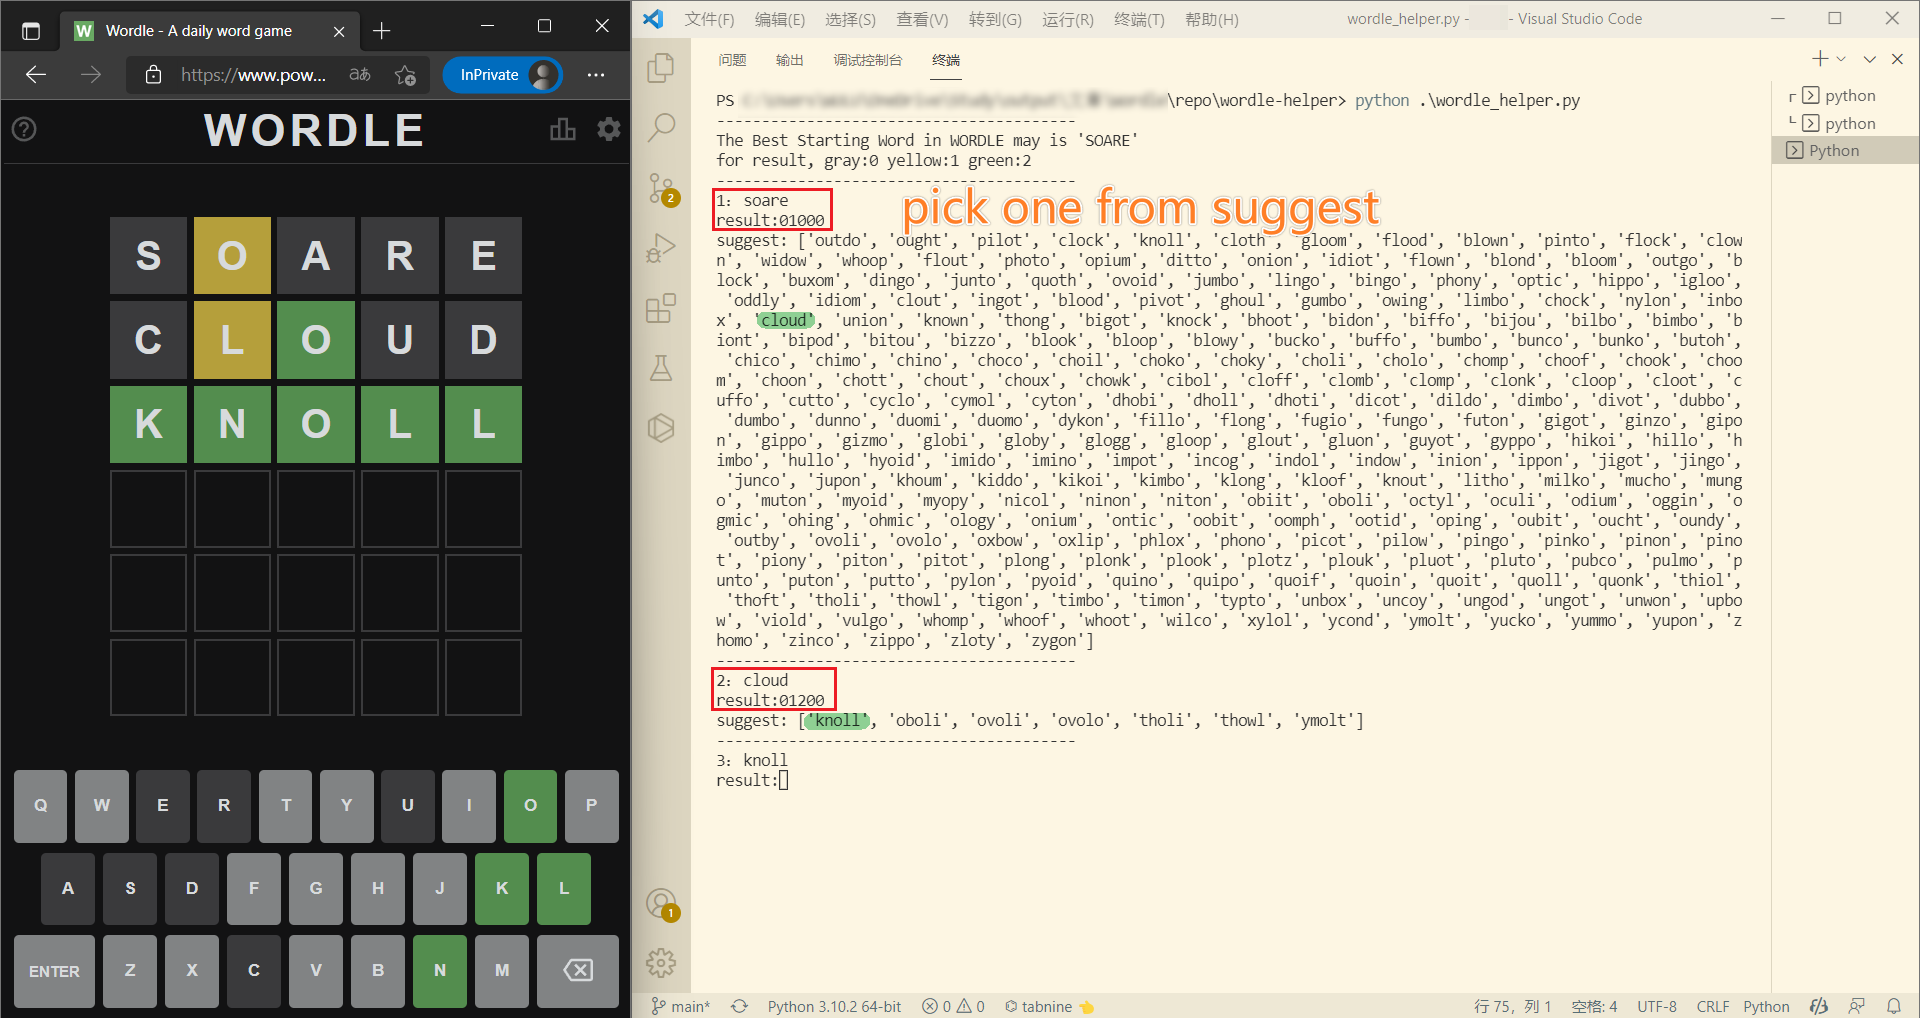 Wordle - A daily word game
https://www.pow...
aあ
InPrivate
WORDLE
S O A R E
C L O U D
K N O L L
Q W E R T Y U I O P
A S D F G H J K L
ENTER Z X C V B N M
文件(F) 编辑(E) 选择(S) 查看(V) 转到(G) 运行(R) 终端(T) 帮助(H)
wordle_helper.py - - Visual Studio Code
问题 输出 调试控制台 终端
2
1
python
python
Python
PS \repo\wordle-helper> python .\wordle_helper.py
----------------------------------------
The Best Starting Word in WORDLE may is 'SOARE'
for result, gray:0 yellow:1 green:2
----------------------------------------
1: soare
result:01000
pick one from suggest
suggest: ['outdo', 'ought', 'pilot', 'clock', 'knoll', 'cloth', 'gloom', 'flood', 'blown', 'pinto', 'flock', 'clow
n', 'widow', 'whoop', 'flout', 'photo', 'opium', 'ditto', 'onion', 'idiot', 'flown', 'blond', 'bloom', 'outgo', 'b
lock', 'buxom', 'dingo', 'junto', 'quoth', 'ovoid', 'jumbo', 'lingo', 'bingo', 'phony', 'optic', 'hippo', 'igloo',
'oddly', 'idiom', 'clout', 'ingot', 'blood', 'pivot', 'ghoul', 'gumbo', 'owing', 'limbo', 'chock', 'nylon', 'inbo
x', 'cloud', 'union', 'known', 'thong', 'bigot', 'knock', 'bhoot', 'bidon', 'biffo', 'bijou', 'bilbo', 'bimbo', 'b
iont', 'bipod', 'bitou', 'bizzo', 'blook', 'bloop', 'blowy', 'bucko', 'buffo', 'bumbo', 'bunco', 'bunko', 'butoh',
'chico', 'chimo', 'chino', 'choco', 'choil', 'choko', 'choky', 'choli', 'cholo', 'chomp', 'choof', 'chook', 'choo
m', 'choon', 'chott', 'chout', 'choux', 'chowk', 'cibol', 'cloff', 'clomb', 'clomp', 'clonk', 'cloop', 'cloot', 'c
uffo', 'cutto', 'cyclo', 'cymol', 'cyton', 'dhobi', 'dholl', 'dhoti', 'dicot', 'dildo', 'dimbo', 'divot', 'dubbo',
'dumbo', 'dunno', 'duomi', 'duomo', 'dykon', 'fillo', 'flong', 'fugio', 'fungo', 'futon', 'gigot', 'ginzo', 'gipo
n', 'gippo', 'gizmo', 'globi', 'globy', 'glogg', 'gloop', 'glout', 'gluon', 'guyot', 'gyppo', 'hikoi', 'hillo', 'h
imbo', 'hullo', 'hyoid', 'imido', 'imino', 'impot', 'incog', 'indol', 'indow', 'inion', 'ippon', 'jigot', 'jingo',
'junco', 'jupon', 'khoum', 'kiddo', 'kikoi', 'kimbo', 'klong', 'kloof', 'knout', 'litho', 'milko', 'mucho', 'mung
o', 'muton', 'myoid', 'myopy', 'nicol', 'ninon', 'niton', 'obiit', 'oboli', 'octyl', 'oculi', 'odium', 'oggin', 'o
gmic', 'ohing', 'ohmic', 'ology', 'onium', 'ontic', 'oobit', 'oomph', 'ootid', 'oping', 'oubit', 'oucht', 'oundy',
'outby', 'ovoli', 'ovolo', 'oxbow', 'oxlip', 'phlox', 'phono', 'picot', 'pilow', 'pingo', 'pinko', 'pinon', 'pino
t', 'piony', 'piton', 'pitot', 'plong', 'plonk', 'plook', 'plotz', 'plouk', 'pluot', 'pluto', 'pubco', 'pulmo', 'p
unto', 'puton', 'putto', 'pylon', 'pyoid', 'quino', 'quipo', 'quoif', 'quoin', 'quoit', 'quoll', 'quonk', 'thiol',
'thoft', 'tholi', 'thowl', 'tigon', 'timbo', 'timon', 'typto', 'unbox', 'uncoy', 'ungod', 'ungot', 'unwon', 'upbo
w', 'viold', 'vulgo', 'whomp', 'whoof', 'whoot', 'wilco', 'xylol', 'ycond', 'ymolt', 'yucko', 'yummo', 'yupon', 'z
homo', 'zinco', 'zippo', 'zloty', 'zygon']
----------------------------------------
2: cloud
result:01200
suggest: ['knoll', 'oboli', 'ovoli', 'ovolo', 'tholi', 'thowl', 'ymolt']
----------------------------------------
3: knoll
result:
main* Python 3.10.2 64-bit 0 0 tabnine 行 75, 列 1 空格: 4 UTF-8 CRLF Python